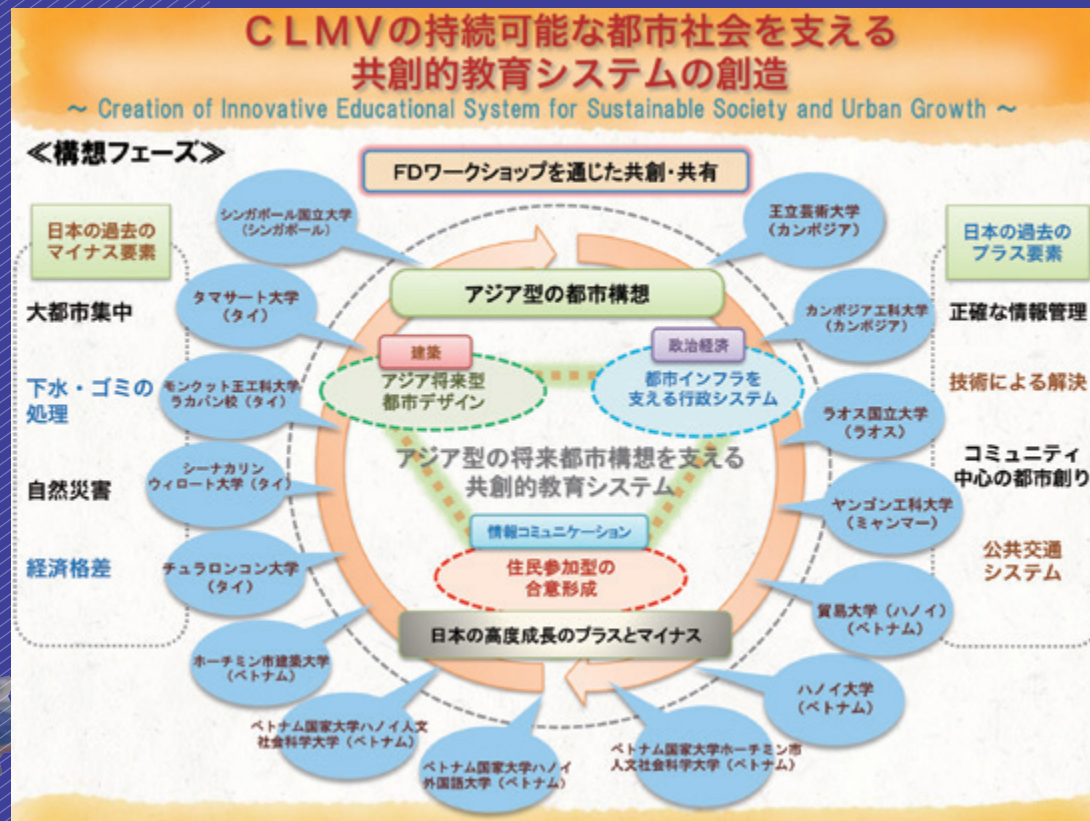 CLMVの持続可能な都市社会を支える
共創的教育システムの創造
~ Creation of Innovative Educational System for Sustainable Society and Urban Growth ~
≪構想フェーズ≫
FDワークショップを通じた共創・共有
日本の過去の
マイナス要素
大都市集中
下水・ゴミの
処理
自然災害
経済格差
シンガポール国立大学
(シンガポール)
タマサート大学
(タイ)
モンクット王工科大学
ラカバン校(タイ)
シーナカリン
ウィロート大学(タイ)
チュラロンコン大学
(タイ)
ホーチミン市建築大学
(ベトナム)
ベトナム国家大学ハノイ人文
社会科学大学(ベトナム)
ベトナム国家大学ハノイ
外国語大学(ベトナム)
アジア型の都市構想
建築
アジア将来型
都市デザイン
政治経済
都市インフラを
支える行政システム
アジア型の将来都市構想を支える
共創的教育システム
情報コミュニケーション
住民参加型の
合意形成
日本の高度成長のプラスとマイナス
王立芸術大学
(カンボジア)
カンボジア工科大学
(カンボジア)
ラオス国立大学
(ラオス)
ヤンゴン工科大学
(ミャンマー)
貿易大学(ハノイ)
(ベトナム)
ハノイ大学
(ベトナム)
ベトナム国家大学ホーチミン市
人文社会科学大学(ベトナム)
日本の過去の
プラス要素
正確な情報管理
技術による解決
コミュニティ
中心の都市創り
公共交通
システム